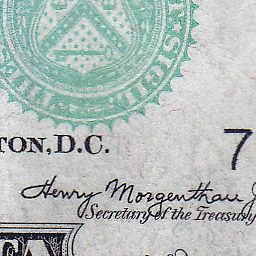 TON, D.C.
7
Henry Morgenthau J
Secretary of the Treasury